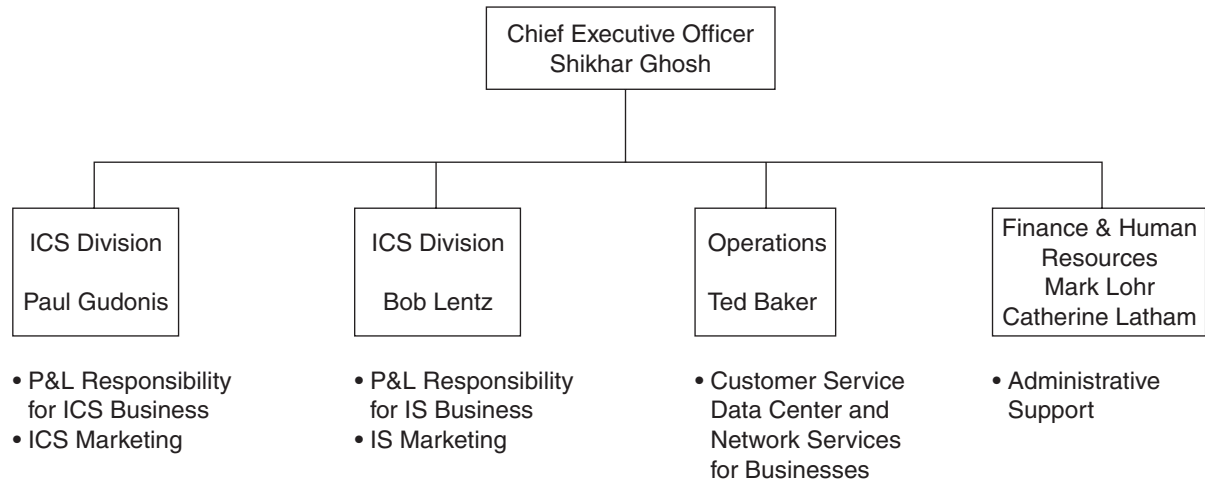 Chief Executive Officer
Shikhar Ghosh
ICS Division
Paul Gudonis
ICS Division
Bob Lentz
Operations
Ted Baker
Finance & Human
Resources
Mark Lohr
Catherine Latham
• P&L Responsibility
for ICS Business
• ICS Marketing
• P&L Responsibility
for IS Business
• IS Marketing
• Customer Service
Data Center and
Network Services
for Businesses
• Administrative
Support